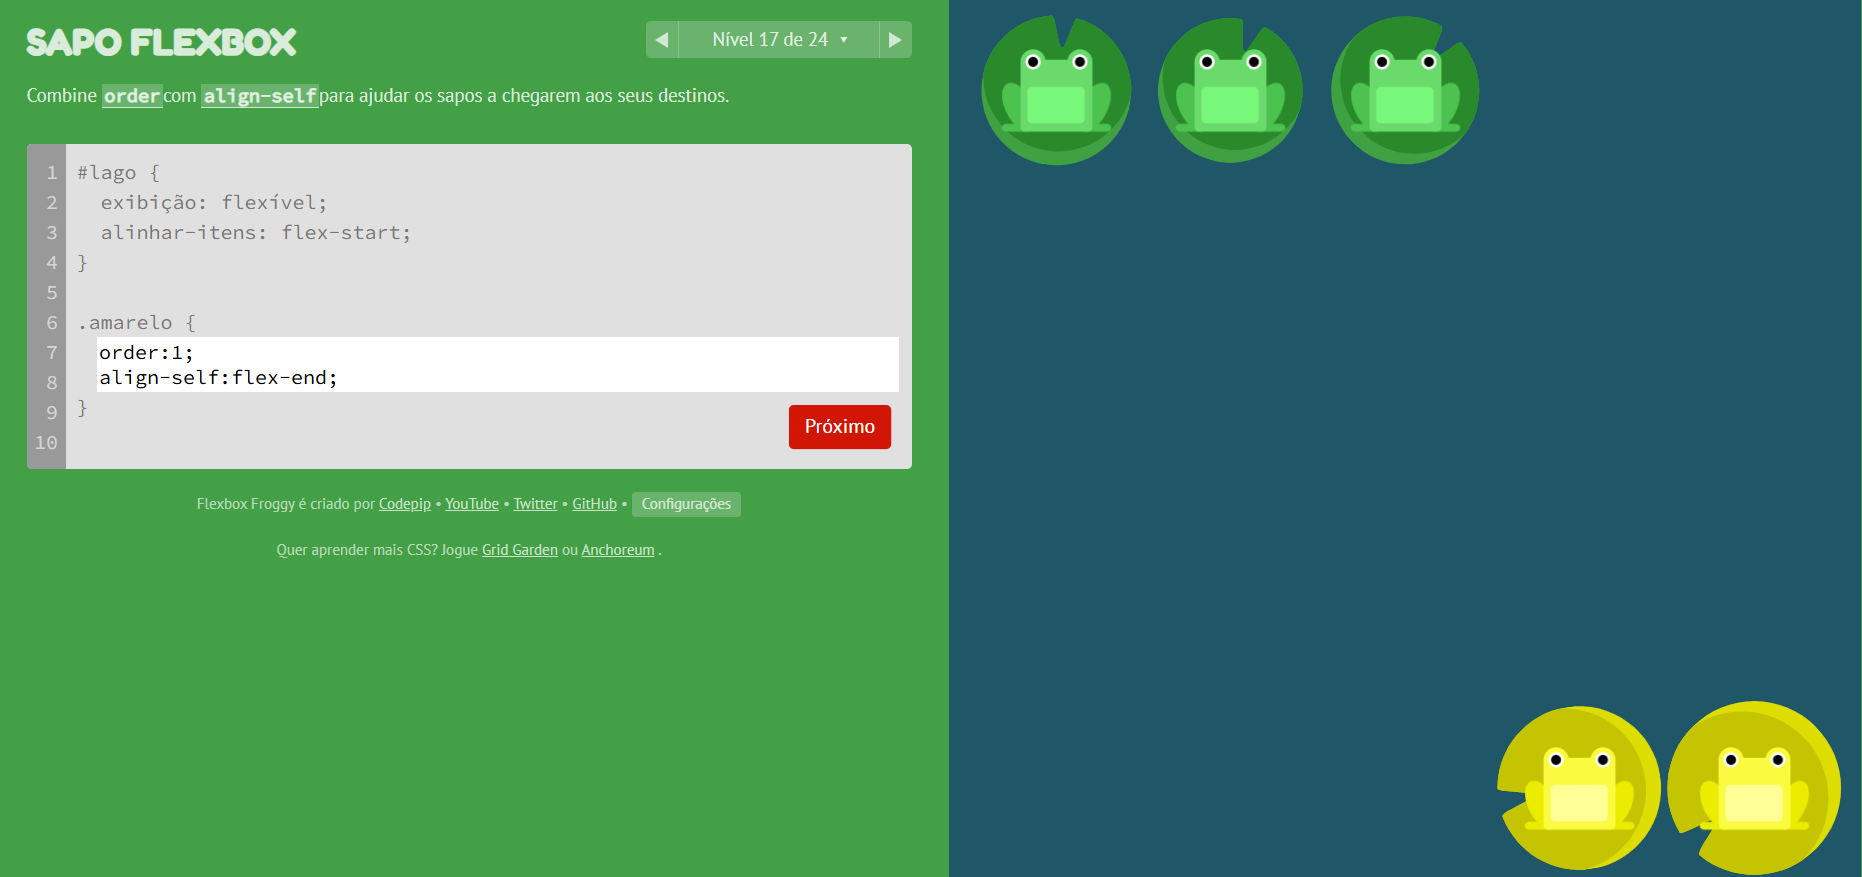 SAPO FLEXBOX
◀ Nível 17 de 24 ▼ ▶
Combine order com align-self para ajudar os sapos a chegarem aos seus destinos.
1 #lago {
2 exibição: flexível;
3 alinhar-itens: flex-start;
4 }
5
6 .amarelo {
7 order:1;
8 align-self:flex-end;
9 }
10
Próximo
Flexbox Froggy é criado por Codepip • YouTube • Twitter • GitHub • Configurações
Quer aprender mais CSS? Jogue Grid Garden ou Anchoreum .